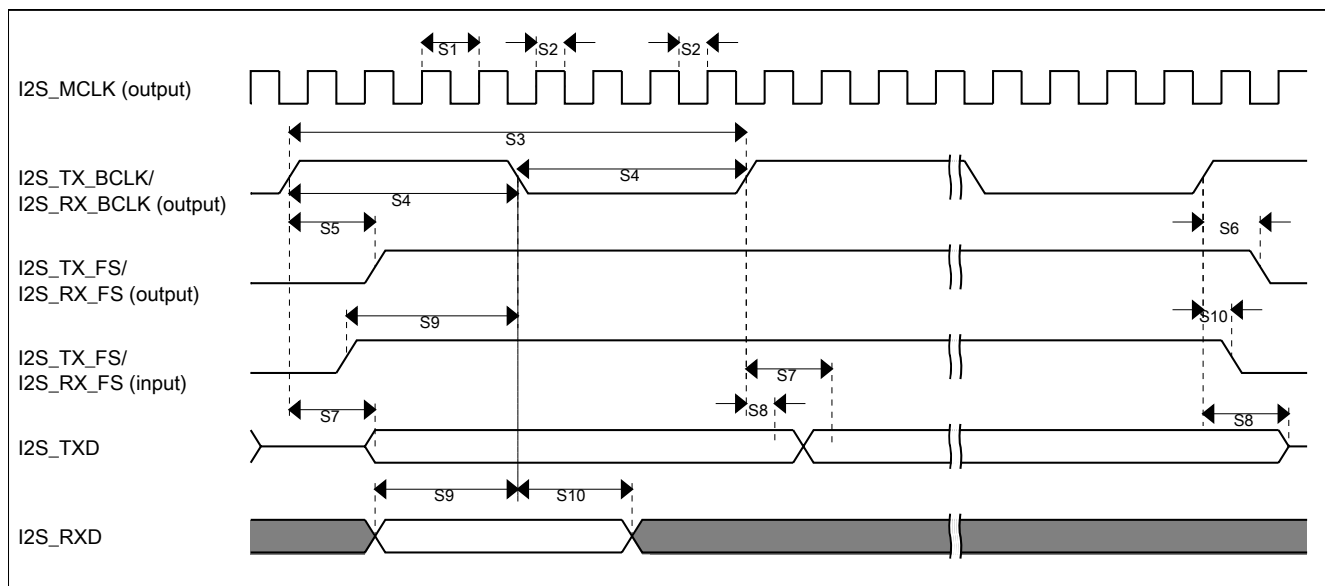 S1
S2
S2
I2S_MCLK (output)
S3
I2S_TX_BCLK/
I2S_RX_BCLK (output)
S4
S4
S5
S6
I2S_TX_FS/
I2S_RX_FS (output)
S9
S10
I2S_TX_FS/
I2S_RX_FS (input)
S7
S7
S8
S8
I2S_TXD
S9
S10
I2S_RXD